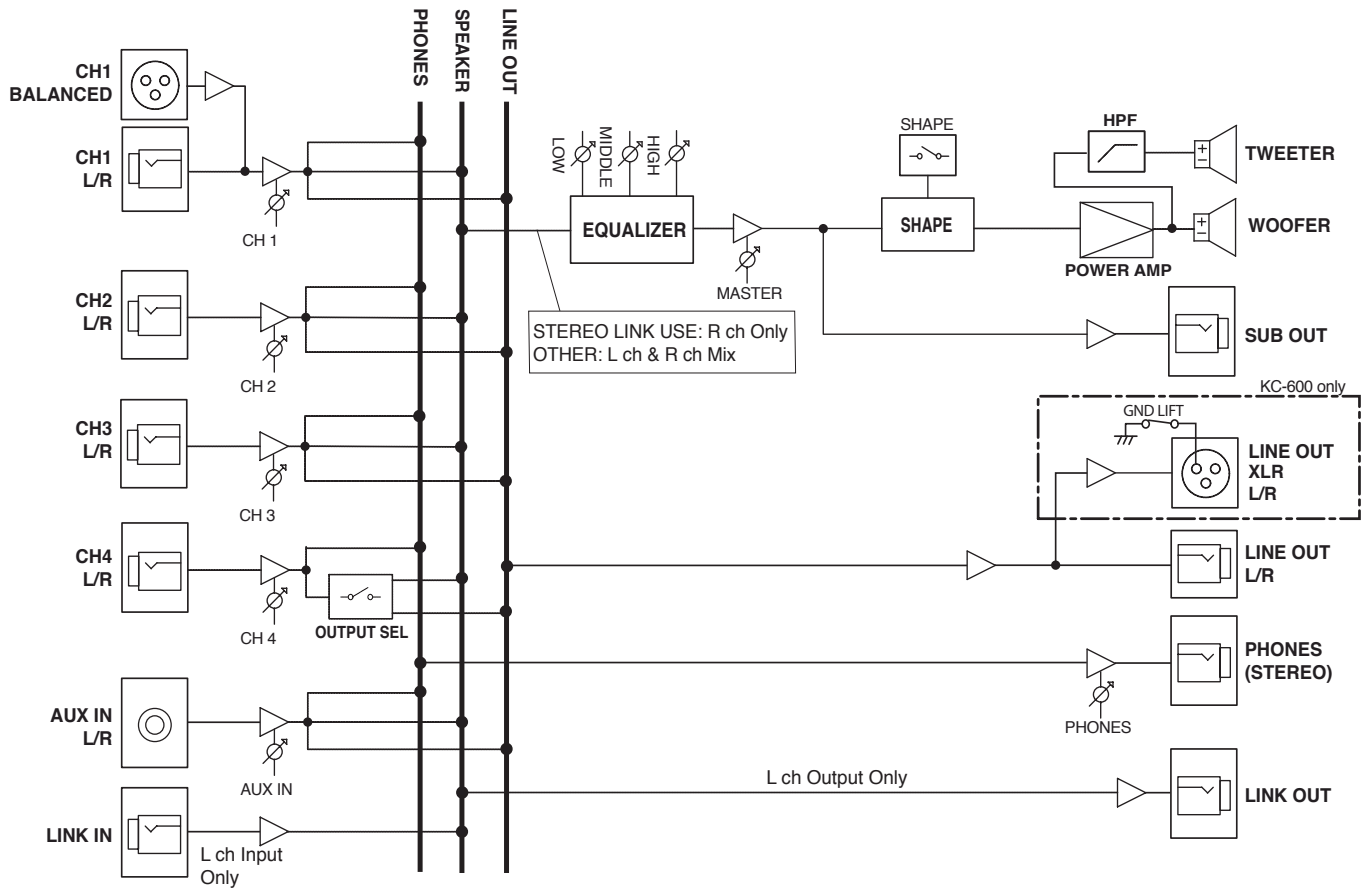 PHONES
SPEAKER
LINE OUT
CH1
BALANCED
CH1
L/R
CH 1
CH2
L/R
CH 2
CH3
L/R
CH 3
CH4
L/R
CH 4
OUTPUT SEL
AUX IN
L/R
AUX IN
LINK IN
L ch Input
Only
LOW
MIDDLE
HIGH
EQUALIZER
MASTER
STEREO LINK USE: R ch Only
OTHER: L ch & R ch Mix
SHAPE
SHAPE
HPF
TWEETER
+
-
WOOFER
+
-
POWER AMP
SUB OUT
KC-600 only
GND LIFT
LINE OUT
XLR
L/R
LINE OUT
L/R
PHONES
(STEREO)
PHONES
L ch Output Only
LINK OUT